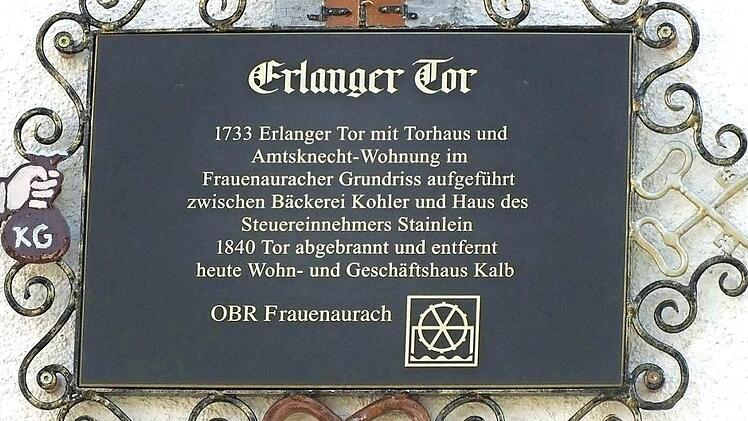 Erlanger Tor
1733 Erlanger Tor mit Torhaus und
Amtsknecht-Wohnung im
Frauenauracher Grundriss aufgeführt
zwischen Bäckerei Kohler und Haus des
Steuereinnehmers Stainlein
1840 Tor abgebrannt und entfernt
heute Wohn- und Geschäftshaus Kalb
OBR Frauenaurach
KG